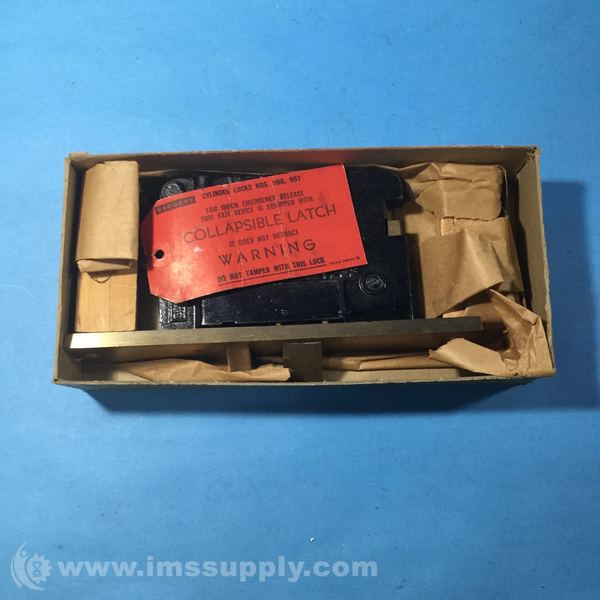 SARGENT
CYLINDER LOCKS NOS. 996, 997
FOR QUICK EMERGENCY RELEASE
THIS EXIT DEVICE IS EQUIPPED WITH
COLLAPSIBLE LATCH
IT DOES NOT RETRACT
WARNING
DO NOT TAMPER WITH THIS LOCK
www.imssupply.com